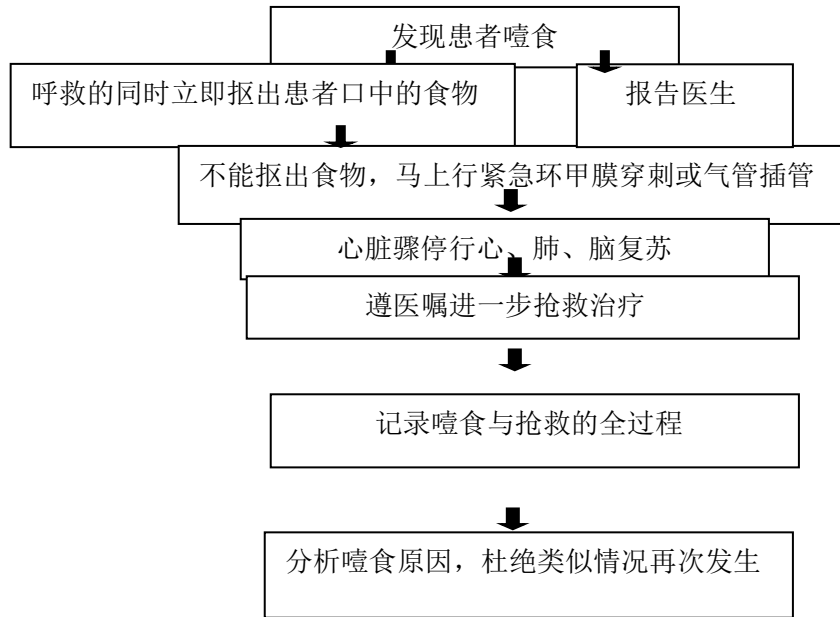 发现患者噎食
呼救的同时立即抠出患者口中的食物
报告医生
不能抠出食物，马上行紧急环甲膜穿刺或气管插管
心脏骤停行心、肺、脑复苏
遵医嘱进一步抢救治疗
记录噎食与抢救的全过程
分析噎食原因，杜绝类似情况再次发生